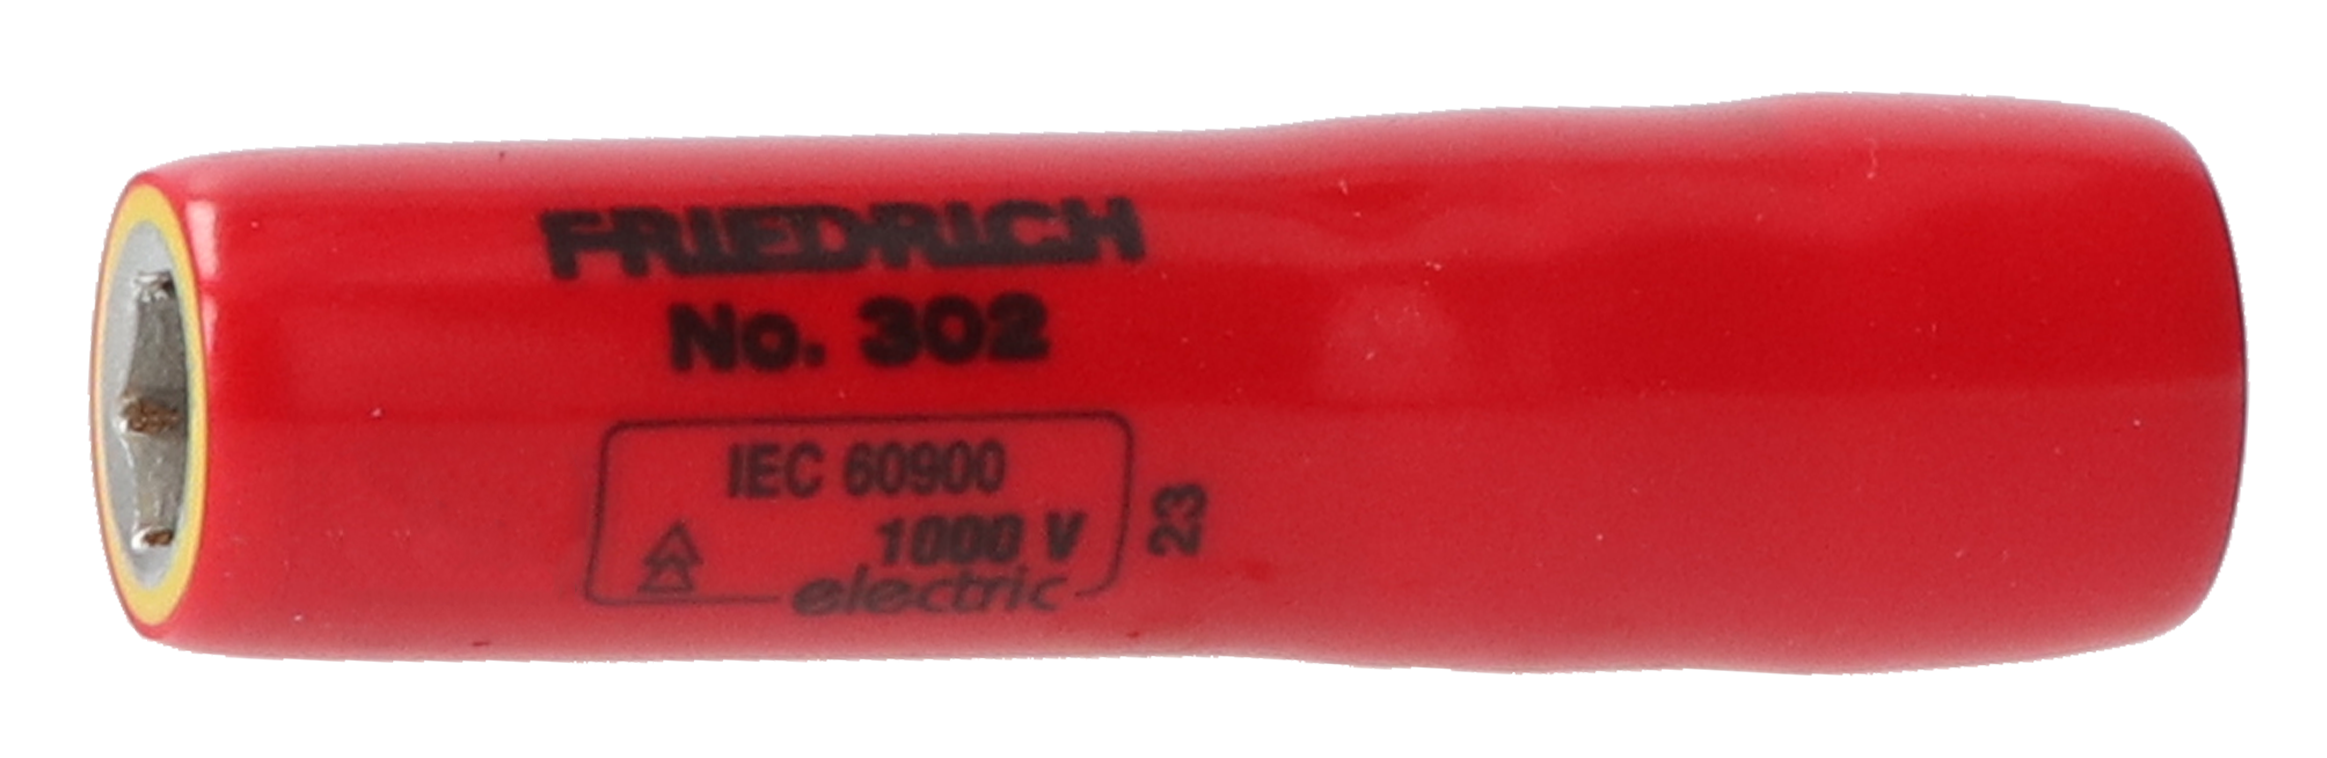 FRIEDRICH
No. 302
IEC 60900
1000 V
electric
23